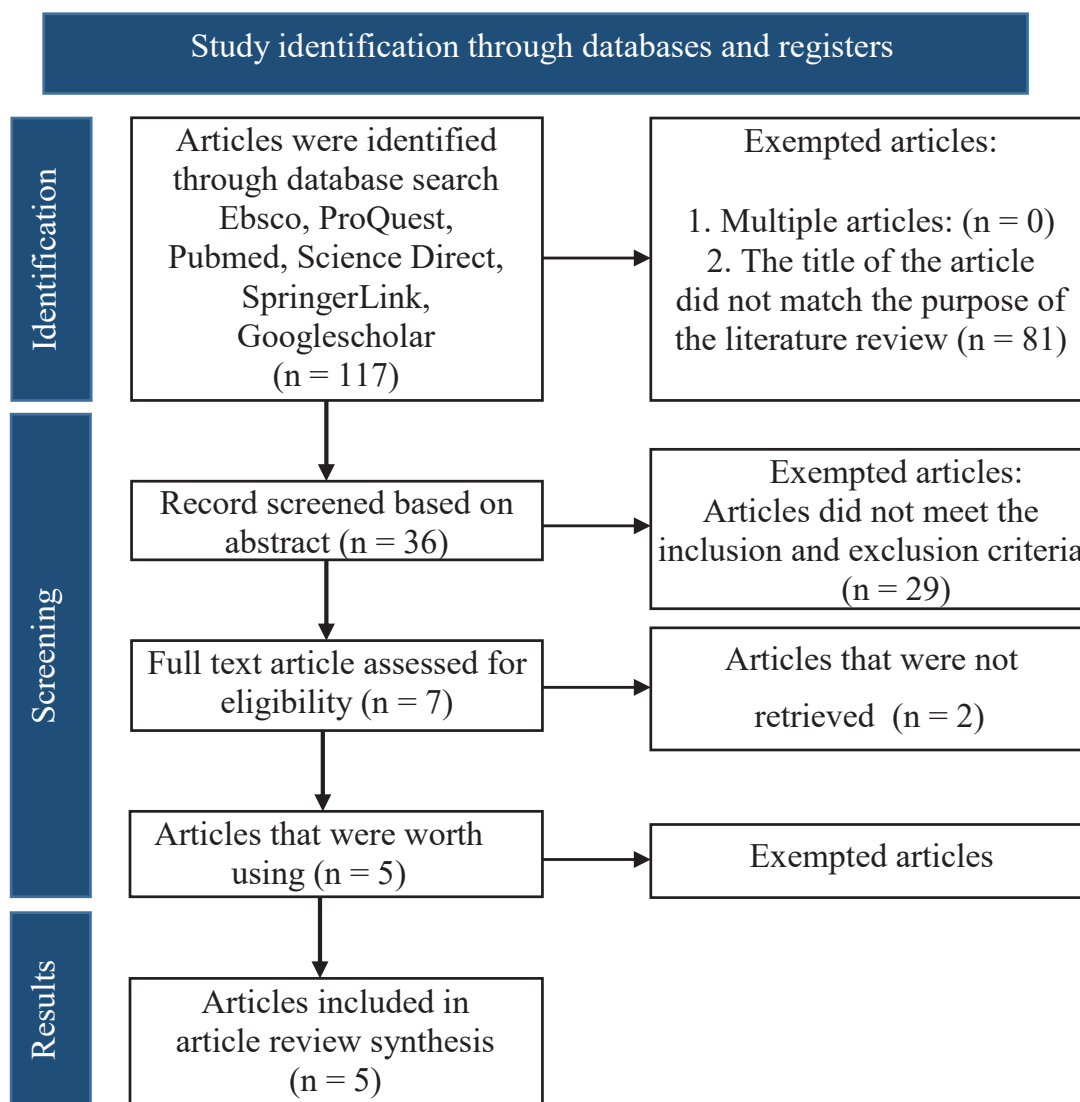 Study identification through databases and registers
Identification
Articles were identified
through database search
Ebsco, ProQuest,
Pubmed, Science Direct,
SpringerLink,
Googlescholar
(n = 117)
Exempted articles:
1. Multiple articles: (n = 0)
2. The title of the article
did not match the purpose of
the literature review (n = 81)
Screening
Record screened based on
abstract (n = 36)
Exempted articles:
Articles did not meet the
inclusion and exclusion criteria
(n = 29)
Full text article assessed for
eligibility (n = 7)
Articles that were not
retrieved (n = 2)
Articles that were worth
using (n = 5)
Exempted articles
Results
Articles included in
article review synthesis
(n = 5)